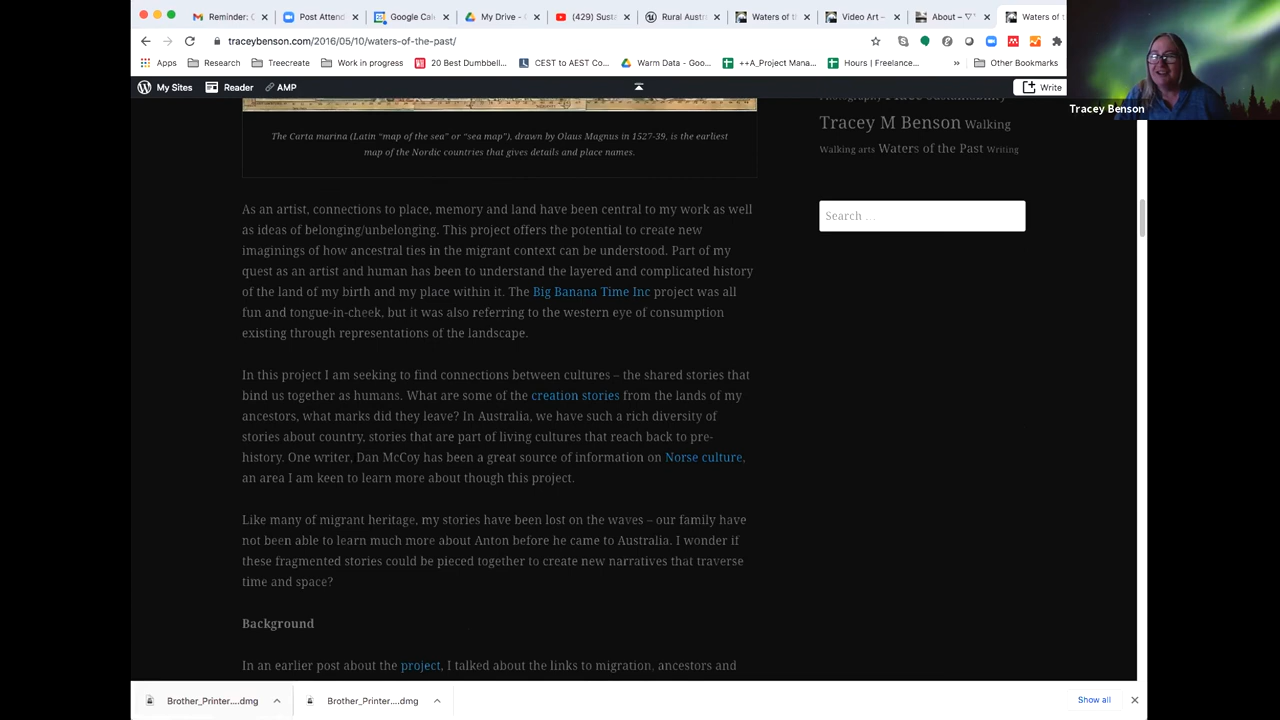 Reminder: C
Post Attend
Google Cal
My Drive - G
(429) Susta
Rural Austr
Waters of th
Video Art –
About – ▽
Waters of t
traceybenson.com/2016/05/10/waters-of-the-past/
Apps
Research
Treecreate
Work in progress
20 Best Dumbbell...
CEST to AEST Co...
Warm Data - Goo...
++A_Project Mana...
Hours | Freelance...
»
Other Bookmarks
My Sites
Reader
AMP
Write
Tracey Benson
The Carta marina (Latin “map of the sea” or “sea map”), drawn by Olaus Magnus in 1527-39, is the earliest
map of the Nordic countries that gives details and place names.
Photography Place Sustainability
Tracey M Benson Walking
Walking arts Waters of the Past Writing
Search …
As an artist, connections to place, memory and land have been central to my work as well
as ideas of belonging/unbelonging. This project offers the potential to create new
imaginings of how ancestral ties in the migrant context can be understood. Part of my
quest as an artist and human has been to understand the layered and complicated history
of the land of my birth and my place within it. The Big Banana Time Inc project was all
fun and tongue-in-cheek, but it was also referring to the western eye of consumption
existing through representations of the landscape.
In this project I am seeking to find connections between cultures – the shared stories that
bind us together as humans. What are some of the creation stories from the lands of my
ancestors, what marks did they leave? In Australia, we have such a rich diversity of
stories about country, stories that are part of living cultures that reach back to pre-
history. One writer, Dan McCoy has been a great source of information on Norse culture,
an area I am keen to learn more about though this project.
Like many of migrant heritage, my stories have been lost on the waves – our family have
not been able to learn much more about Anton before he came to Australia. I wonder if
these fragmented stories could be pieced together to create new narratives that traverse
time and space?
Background
In an earlier post about the project, I talked about the links to migration, ancestors and
Brother_Printer....dmg
Brother_Printer....dmg
Show all